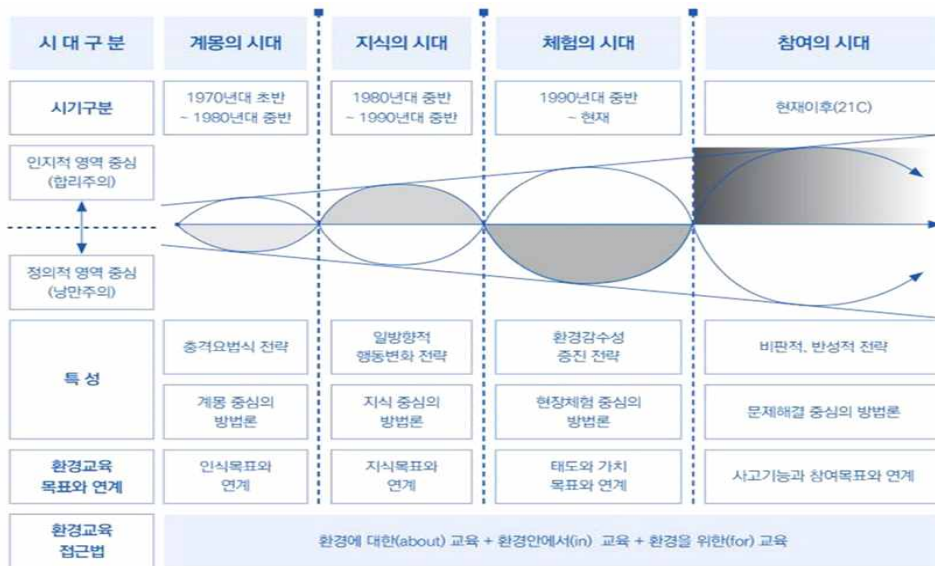 시 대 구 분
계몽의 시대
지식의 시대
체험의 시대
참여의 시대
시기구분
1970년대 초반
~ 1980년대 중반
1980년대 중반
~ 1990년대 중반
1990년대 중반
~ 현재
현재이후(21C)
인지적 영역 중심
(합리주의)
정의적 영역 중심
(낭만주의)
특 성
충격요법식 전략
일방향적
행동변화 전략
환경감수성
증진 전략
비판적, 반성적 전략
계몽 중심의
방법론
지식 중심의
방법론
현장체험 중심의
방법론
문제해결 중심의 방법론
환경교육
목표와 연계
인식목표와
연계
지식목표와
연계
태도와 가치
목표와 연계
사고기능과 참여목표와 연계
환경교육
접근법
환경에 대한(about) 교육 + 환경안에서(in) 교육 + 환경을 위한(for) 교육